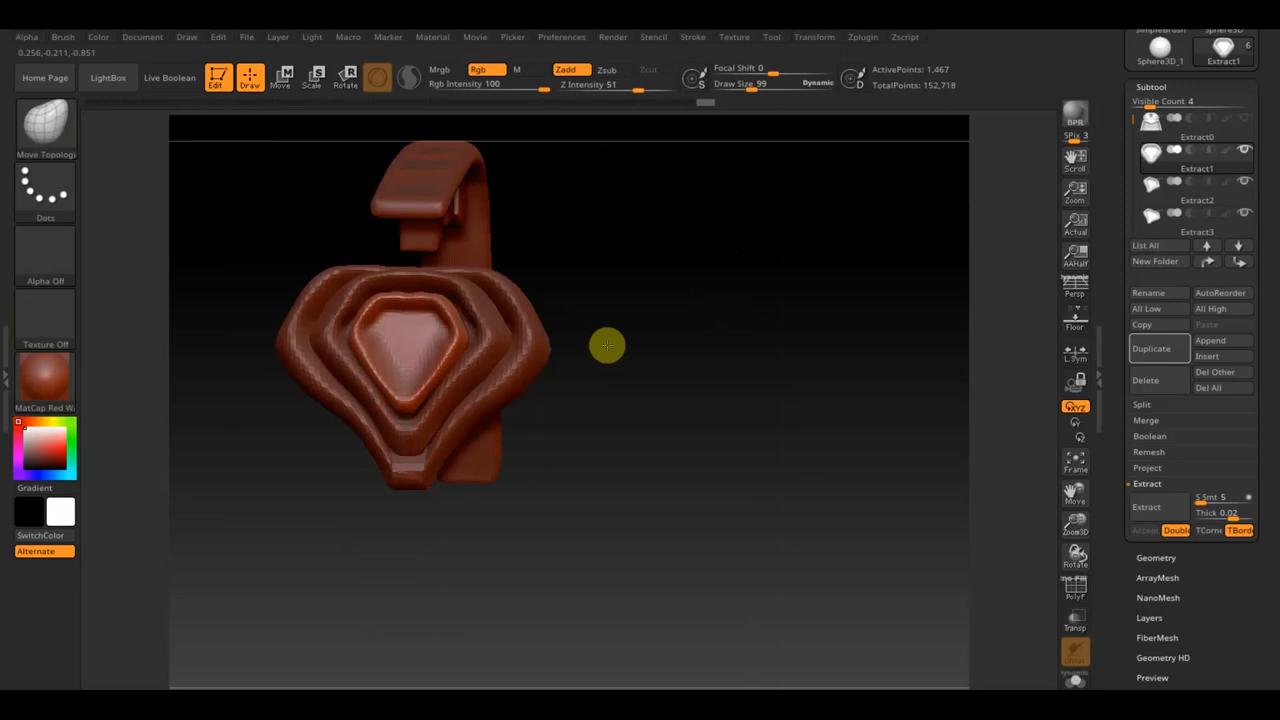 SimpleBrush Sphere3D 6
Alpha Brush Color Document Draw Edit File Layer Light Macro Marker Material Movie Picker Preferences Render Stencil Stroke Texture Tool Transform Zplugin Zscript
0.256,-0.211,-0.851
Sphere3D_1 Extract1
Home Page LightBox Live Boolean Edit Draw Move Scale Rotate
Mrgb Rgb M Zadd Zsub Zcut
Rgb Intensity 100 Z Intensity 51
Focal Shift 0
Draw Size 99 Dynamic
ActivePoints: 1,467
TotalPoints: 152,718
S D
Subtool
Visible Count 4
Extract0
Extract1
Extract2
Extract3
List All
New Folder
Rename AutoReorder
All Low All High
Copy Paste
Duplicate Append
Insert
Delete Del Other
Del All
Split
Merge
Boolean
Remesh
Project
Extract
Extract S Smt 5
Thick 0.02
Accept Double TCorne TBorde
Geometry
ArrayMesh
NanoMesh
Layers
FiberMesh
Geometry HD
Preview
Move Topologi
Dots
Alpha Off
Texture Off
MatCap Red Wa
Gradient
SwitchColor
Alternate
BPR
SPix 3
Scroll
Zoom
Actual
AAHalf
Dynamic
Persp
Floor
L.Sym
XYZ
Frame
Move
Zoom3D
Rotate
PolyF
Transp
Dynamic